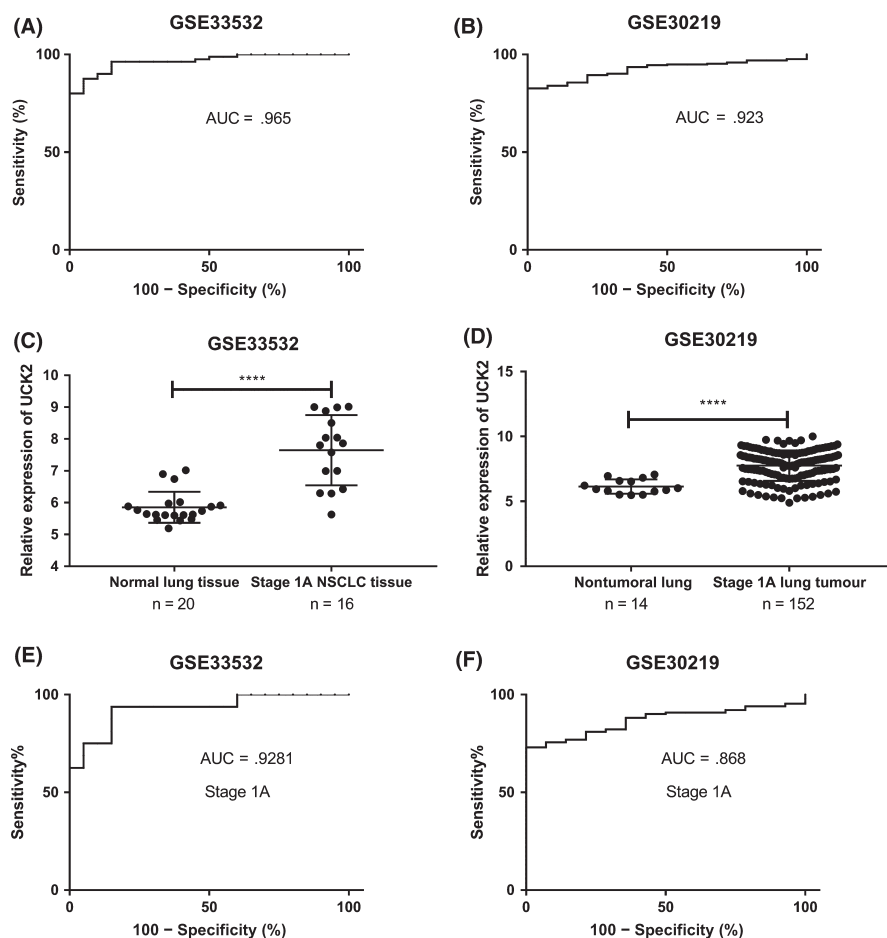 (A)
GSE33532
100
50
0
Sensitivity (%)
AUC = .965
0 50 100
100 − Specificity (%)
(B)
GSE30219
100
50
0
Sensitivity (%)
AUC = .923
0 50 100
100 − Specificity (%)
(C)
GSE33532
Relative expression of UCK2
10
9
8
7
6
5
4
****
Normal lung tissue Stage 1A NSCLC tissue
n = 20 n = 16
(D)
GSE30219
Relative expression of UCK2
15
10
5
0
****
Nontumoral lung Stage 1A lung tumour
n = 14 n = 152
(E)
GSE33532
100
50
0
Sensitivity%
AUC = .9281
Stage 1A
0 50 100
100 − Specificity (%)
(F)
GSE30219
100
50
0
Sensitivity%
AUC = .868
Stage 1A
0 50 100
100 − Specificity (%)